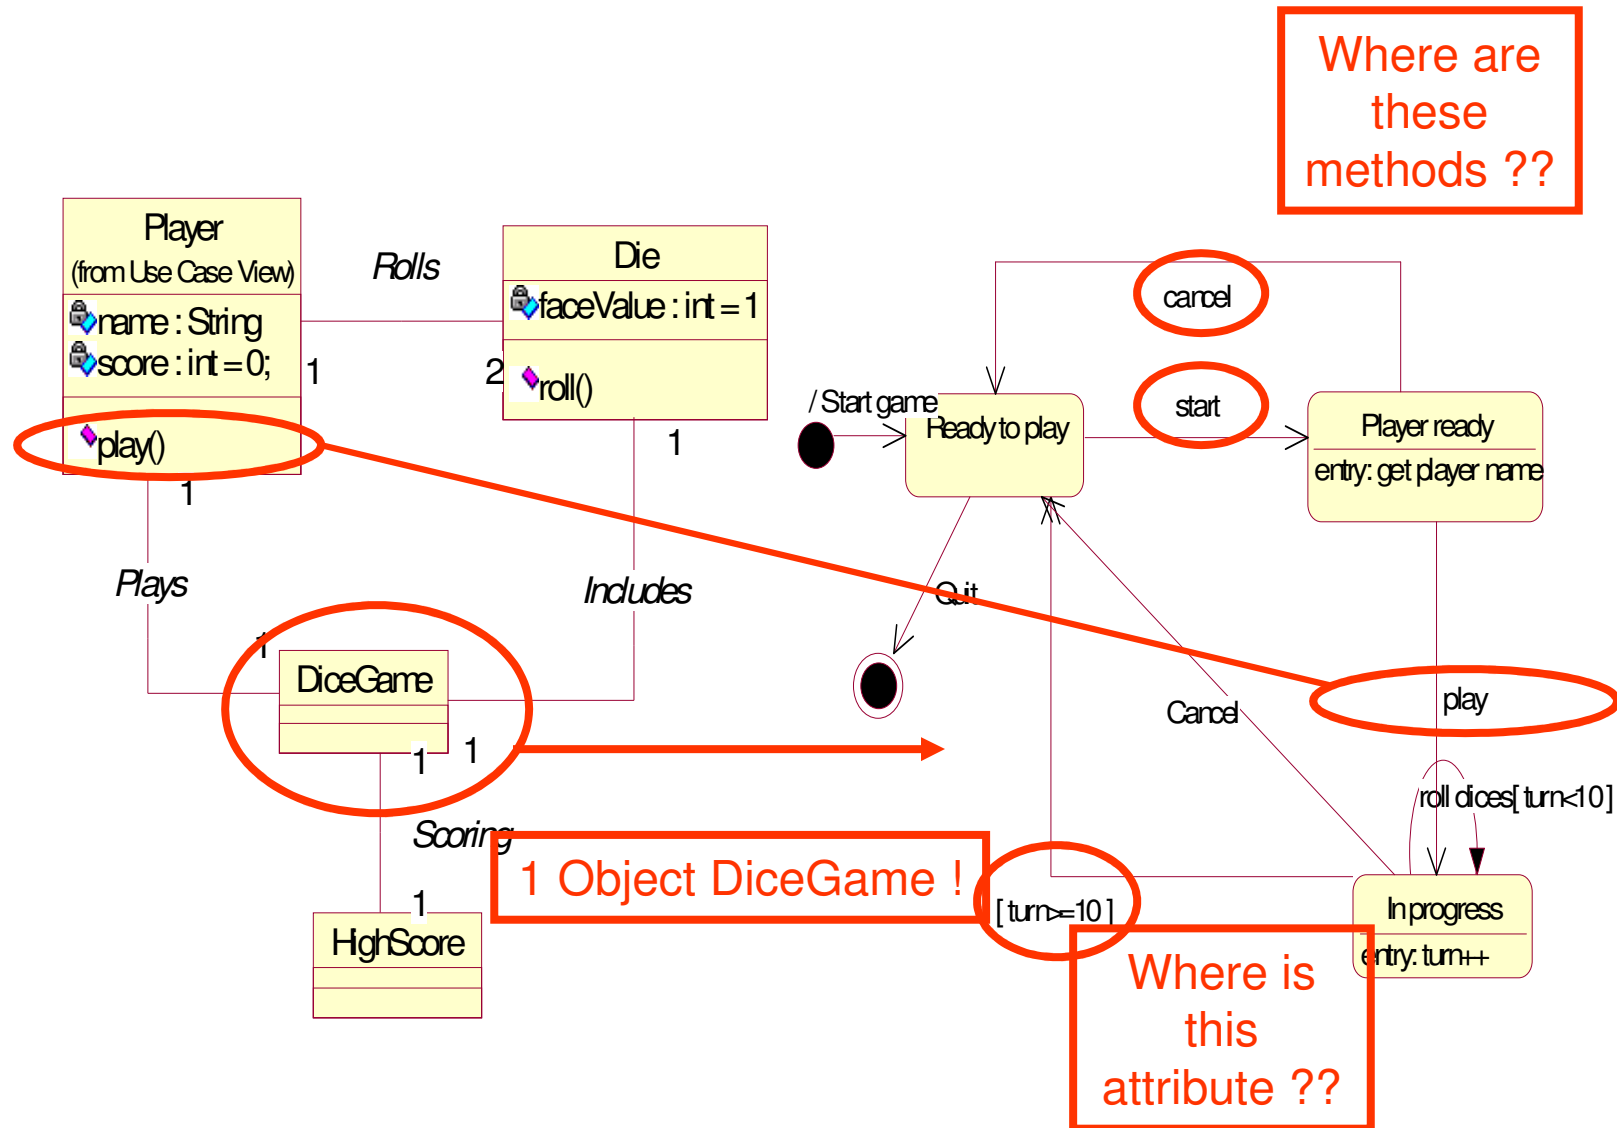 Where are
these
methods ??
Player
(from Use Case View)
name : String
score : int = 0;
play()
Rolls
1
2
Die
faceValue : int = 1
roll()
1
1
Plays
Includes
1
DiceGame
1
1
Scoring
1
HighScore
1 Object DiceGame !
cancel
start
/ Start game
Ready to play
Player ready
entry: get player name
Quit
Cancel
play
roll dices[ turn<10 ]
[ turn>=10 ]
In progress
entry: turn++
Where is
this
attribute ??